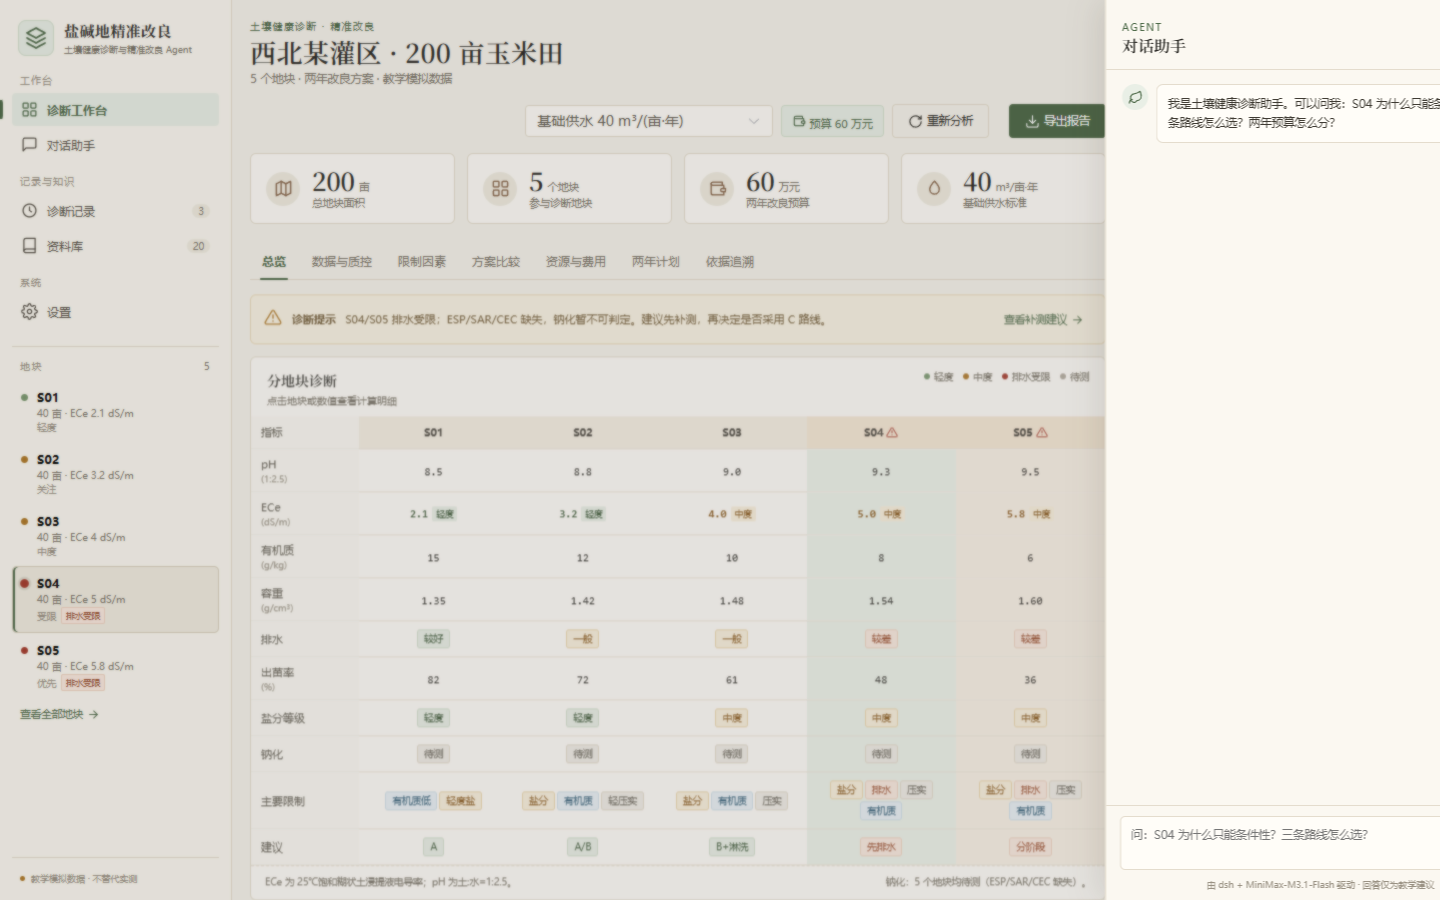 盐碱地精准改良
土壤健康诊断与精准改良 Agent
工作台
诊断工作台
对话助手
记录与知识
诊断记录 3
资料库 20
系统
设置
地块 5
S01
40 亩 · ECe 2.1 dS/m
轻度
S02
40 亩 · ECe 3.2 dS/m
关注
S03
40 亩 · ECe 4 dS/m
中度
S04
40 亩 · ECe 5 dS/m
受限 排水受限
S05
40 亩 · ECe 5.8 dS/m
优先 排水受限
查看全部地块 →
教学模拟数据 · 不替代实测
土壤健康诊断 · 精准改良
西北某灌区 · 200 亩玉米田
5 个地块 · 两年改良方案 · 教学模拟数据
基础供水 40 m³/(亩·年)
预算 60 万元
重新分析
导出报告
200 亩
总地块面积
5 个地块
参与诊断地块
60 万元
两年改良预算
40 m³/亩·年
基础供水标准
总览 数据与质控 限制因素 方案比较 资源与费用 两年计划 依据追溯
诊断提示 S04/S05 排水受限；ESP/SAR/CEC 缺失，钠化暂不可判定。建议先补测，再决定是否采用 C 路线。
查看补测建议 →
分地块诊断
点击地块或数值查看计算明细
轻度 中度 排水受限 待测
指标 S01 S02 S03 S04 S05
pH 8.5 8.8 9.0 9.3 9.5
(1:2.5)
ECe 2.1 轻度 3.2 轻度 4.0 中度 5.0 中度 5.8 中度
(dS/m)
有机质 15 12 10 8 6
(g/kg)
容重 1.35 1.42 1.48 1.54 1.60
(g/cm³)
排水 较好 一般 一般 较差 较差
出苗率 82 72 61 48 36
(%)
盐分等级 轻度 轻度 中度 中度 中度
钠化 待测 待测 待测 待测 待测
主要限制 有机质低 轻度盐 盐分 有机质 轻压实 盐分 有机质 压实 盐分 排水 压实 有机质 盐分 排水 压实 有机质
建议 A A/B B+淋洗 先排水 分阶段
ECe 为 25℃饱和糊状土浸提液电导率；pH 为土:水=1:2.5。
钠化：5 个地块均待测（ESP/SAR/CEC 缺失）。
AGENT
对话助手
我是土壤健康诊断助手。可以问我：S04 为什么只能条
条路线怎么选？两年预算怎么分？
问：S04 为什么只能条件性？三条路线怎么选？
由 dsh + MiniMax-M3.1-Flash 驱动 · 回答仅为教学建议